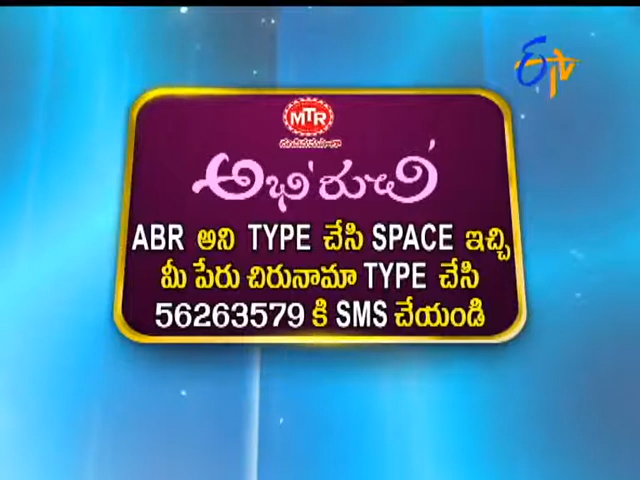 eTv
MTR
అభిరుచి
ABR అని TYPE చేసి SPACE ఇచ్చి
మీ పేరు చిరునామా TYPE చేసి
56263579 కి SMS చేయండి